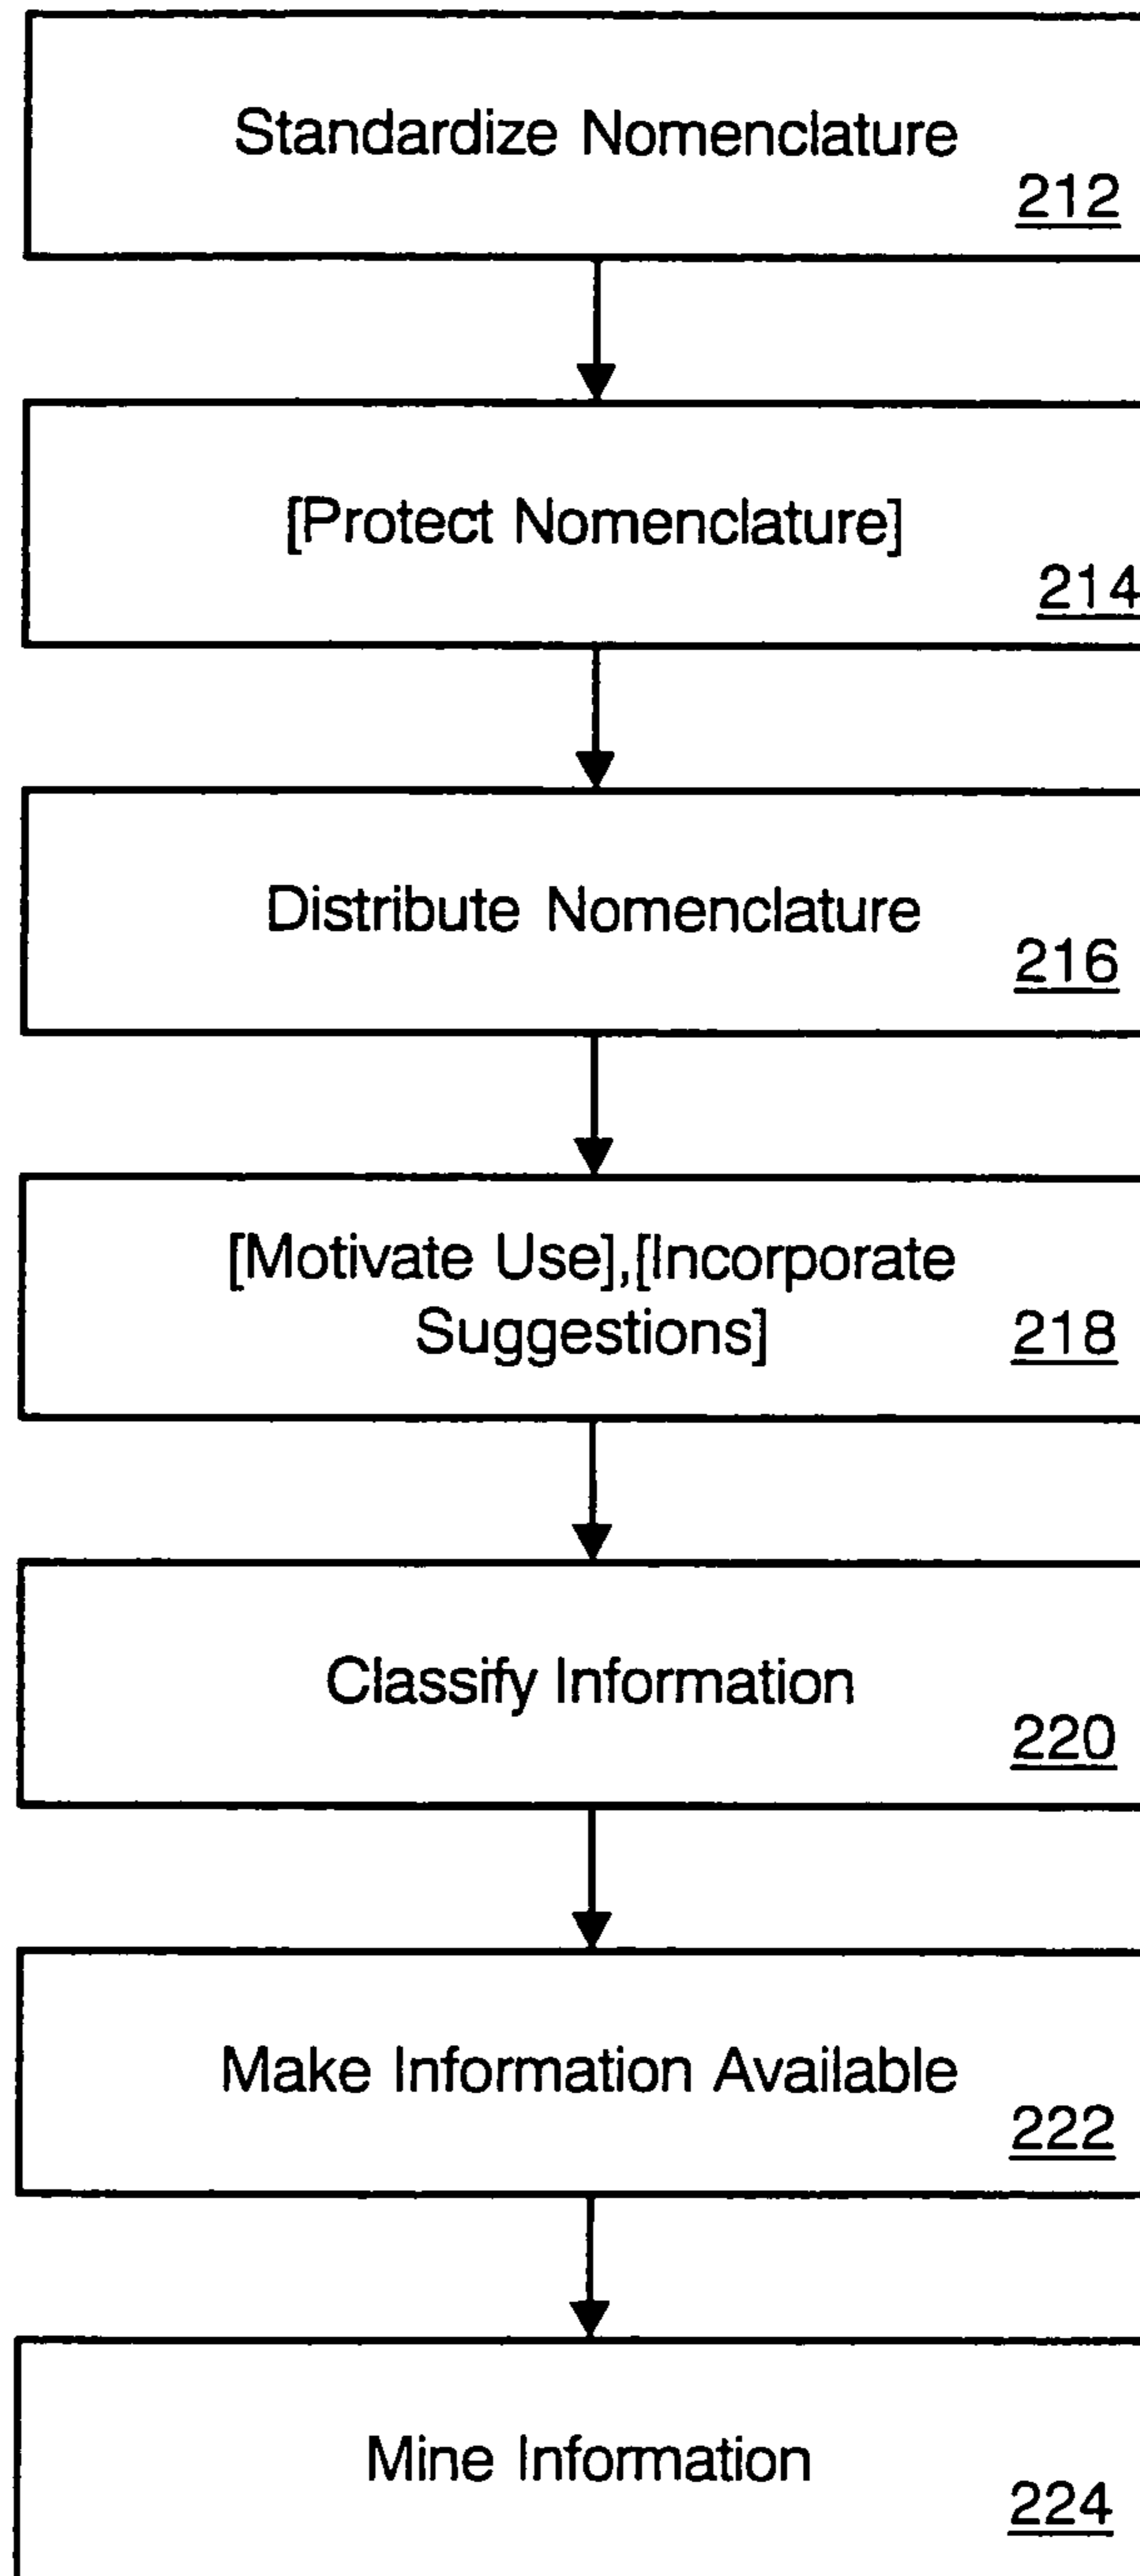 Standardize Nomenclature
212
[Protect Nomenclature]
214
Distribute Nomenclature
216
[Motivate Use],[Incorporate
Suggestions]
218
Classify Information
220
Make Information Available
222
Mine Information
224